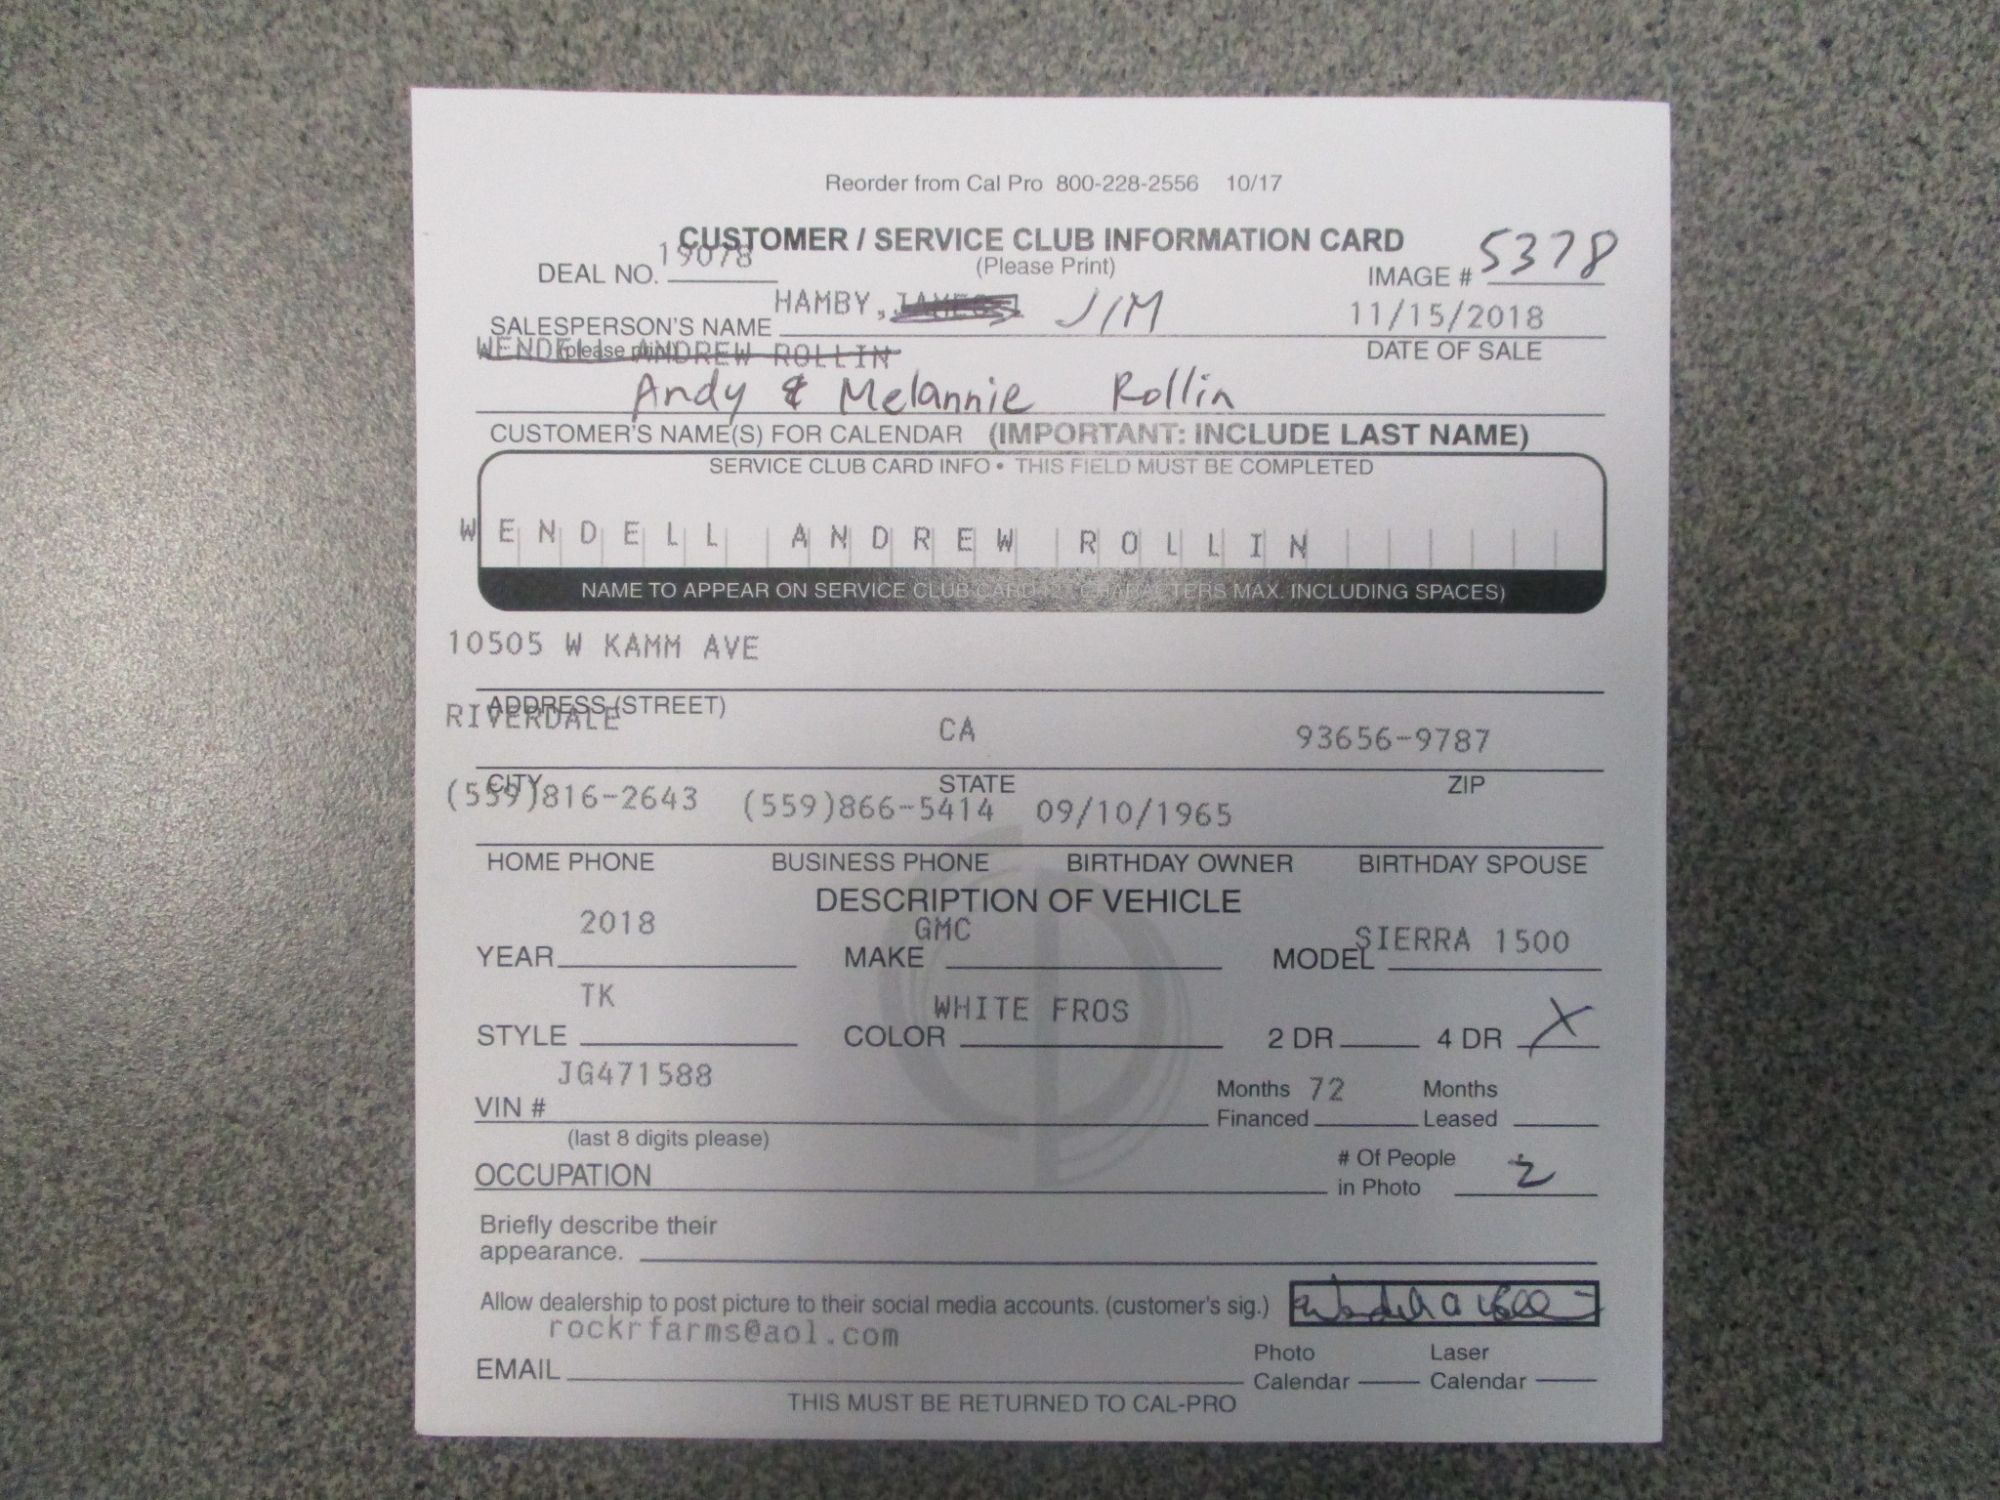 Reorder from Cal Pro 800-228-2556 10/17
CUSTOMER / SERVICE CLUB INFORMATION CARD
(Please Print)
DEAL NO. 19078
IMAGE # 5378
SALESPERSON'S NAME HAMBY, JIM
11/15/2018
(please print)
WENDELL ANDREW ROLLIN
DATE OF SALE
Andy & Melannie Rollin
CUSTOMER'S NAME(S) FOR CALENDAR (IMPORTANT: INCLUDE LAST NAME)
SERVICE CLUB CARD INFO • THIS FIELD MUST BE COMPLETED
WENDELL ANDREW ROLLIN
NAME TO APPEAR ON SERVICE CLUB CARD CHARACTERS MAX. INCLUDING SPACES)
10505 W KAMM AVE
ADDRESS (STREET)
RIVERDALE CA 93656-9787
CITY STATE ZIP
(559)816-2643 (559)866-5414 09/10/1965
HOME PHONE BUSINESS PHONE BIRTHDAY OWNER BIRTHDAY SPOUSE
DESCRIPTION OF VEHICLE
YEAR 2018 MAKE GMC MODEL SIERRA 1500
STYLE TK COLOR WHITE FROS 2 DR 4 DR X
VIN # JG471588 Months Financed 72 Months Leased
(last 8 digits please)
OCCUPATION # Of People in Photo 2
Briefly describe their
appearance.
Allow dealership to post picture to their social media accounts. (customer's sig.)
rockrfarms@aol.com
EMAIL Photo Calendar Laser Calendar
THIS MUST BE RETURNED TO CAL-PRO